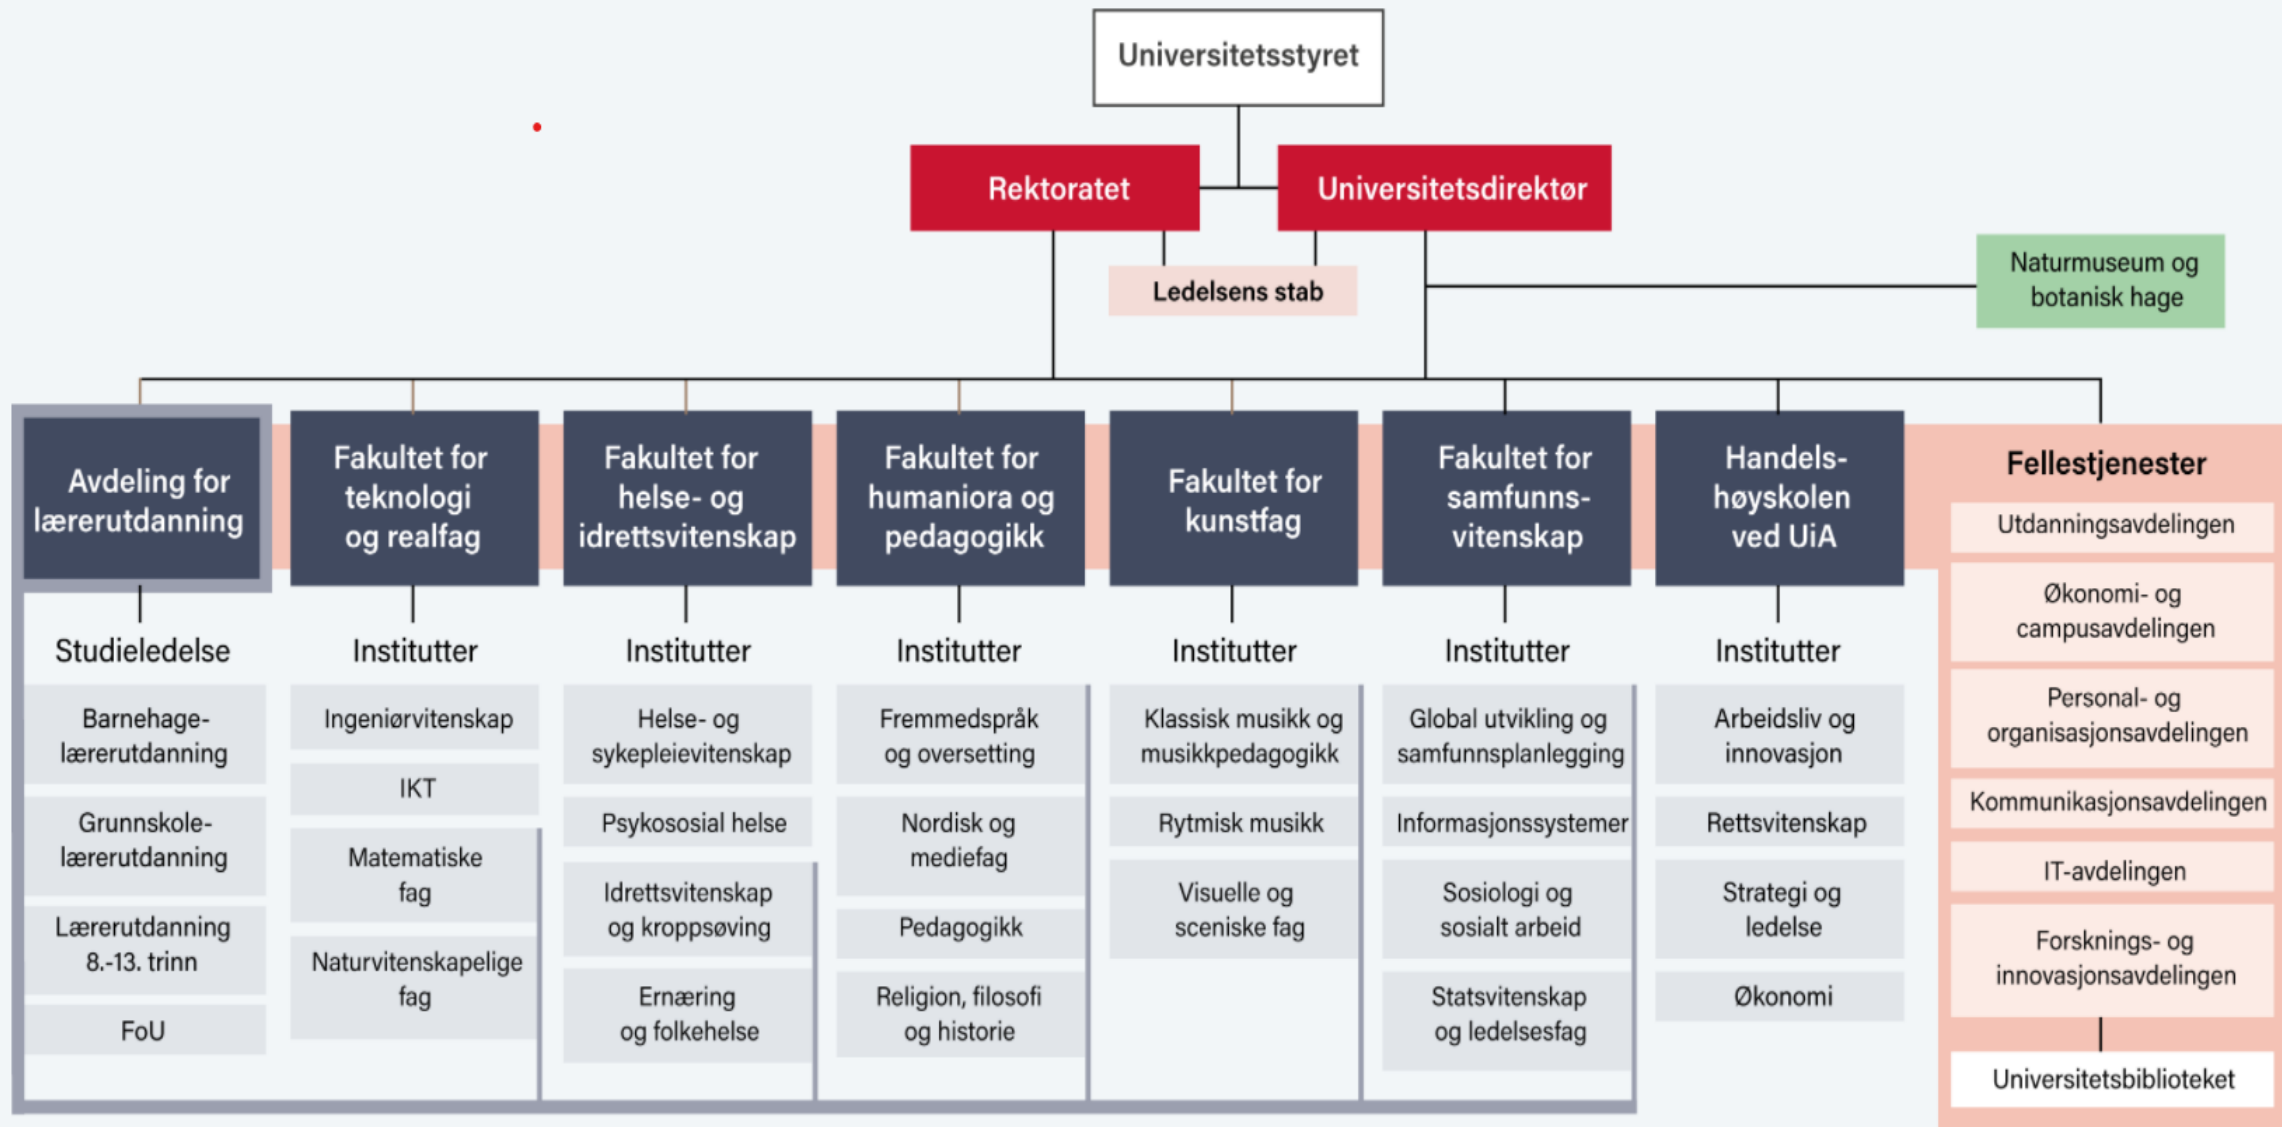 Universitetsstyret
Rektoratet
Universitetsdirektør
Ledelsens stab
Naturmuseum og
botanisk hage
Avdeling for
lærerutdanning
Studieledelse
Barnehage-
lærerutdanning
Grunnskole-
lærerutdanning
Lærerutdanning
8.-13. trinn
FoU
Fakultet for
teknologi
og realfag
Institutter
Ingeniørvitenskap
IKT
Matematiske
fag
Naturvitenskapelige
fag
Fakultet for
helse- og
idrettsvitenskap
Institutter
Helse- og
sykepleievitenskap
Psykososial helse
Idrettsvitenskap
og kroppsøving
Ernæring
og folkehelse
Fakultet for
humaniora og
pedagogikk
Institutter
Fremmedspråk
og oversetting
Nordisk og
mediefag
Pedagogikk
Religion, filosofi
og historie
Fakultet for
kunstfag
Institutter
Klassisk musikk og
musikkpedagogikk
Rytmisk musikk
Visuelle og
sceniske fag
Fakultet for
samfunns-
vitenskap
Institutter
Global utvikling og
samfunnsplanlegging
Informasjonssystemer
Sosiologi og
sosialt arbeid
Statsvitenskap
og ledelsesfag
Handels-
høyskolen
ved UiA
Institutter
Arbeidsliv og
innovasjon
Rettsvitenskap
Strategi og
ledelse
Økonomi
Fellestjenester
Utdanningsavdelingen
Økonomi- og
campusavdelingen
Personal- og
organisasjonsavdelingen
Kommunikasjonsavdelingen
IT-avdelingen
Forsknings- og
innovasjonsavdelingen
Universitetsbiblioteket